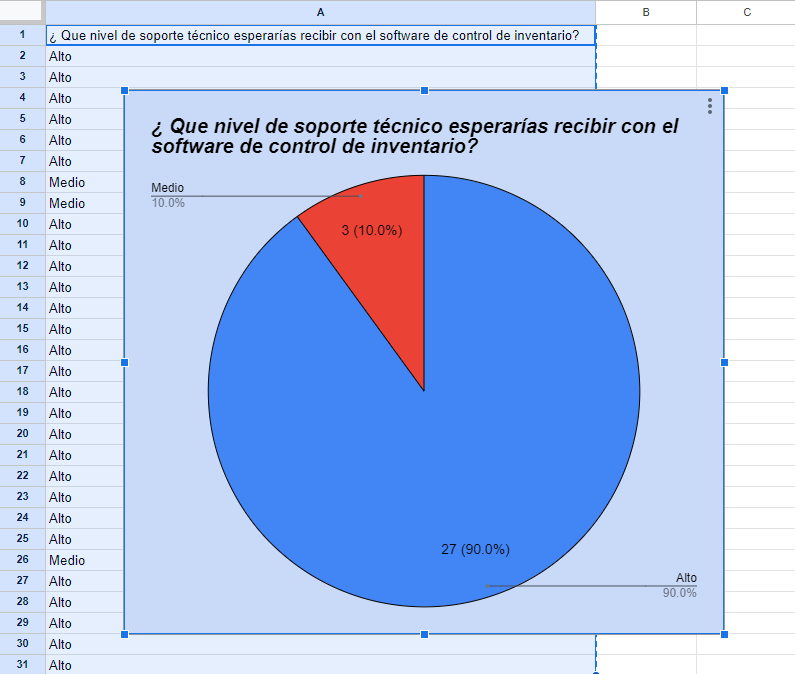 A B C
1 ¿ Que nivel de soporte técnico esperarías recibir con el software de control de inventario?
2 Alto
3 Alto
4 Alto
5 Alto
6 Alto
7 Alto
8 Medio
9 Medio
10 Alto
11 Alto
12 Alto
13 Alto
14 Alto
15 Alto
16 Alto
17 Alto
18 Alto
19 Alto
20 Alto
21 Alto
22 Alto
23 Alto
24 Alto
25 Alto
26 Medio
27 Alto
28 Alto
29 Alto
30 Alto
31 Alto
¿ Que nivel de soporte técnico esperarías recibir con el
software de control de inventario?
Medio
10.0%
3 (10.0%)
27 (90.0%)
Alto
90.0%